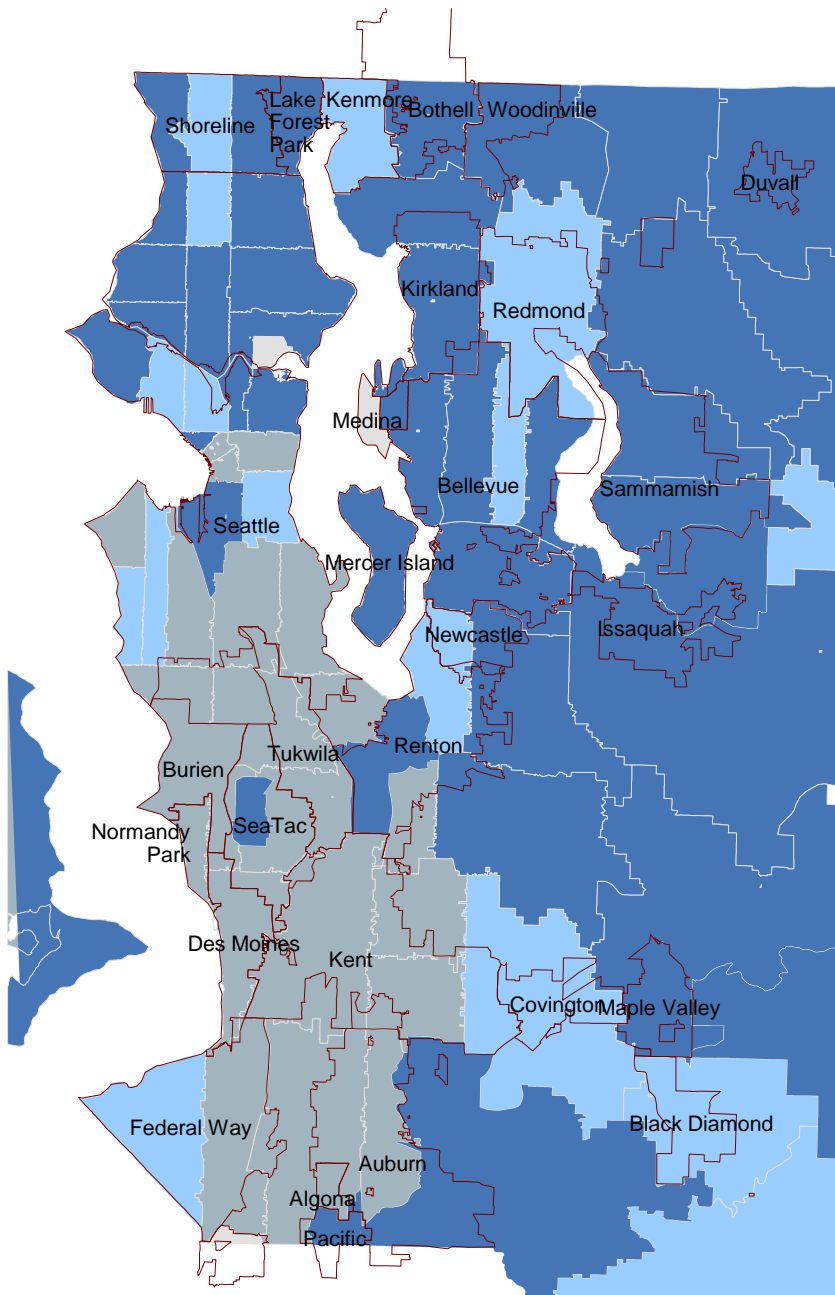 Lake
Forest
Park
Kenmore
Bothell
Woodinville
Shoreline
Duvall
Kirkland
Redmond
Medina
Bellevue
Sammamish
Seattle
Mercer Island
Newcastle
Issaquah
Renton
Tukwila
Burien
SeaTac
Normandy
Park
Des Moines
Kent
Covington
Maple Valley
Federal Way
Black Diamond
Auburn
Algona
Pacific